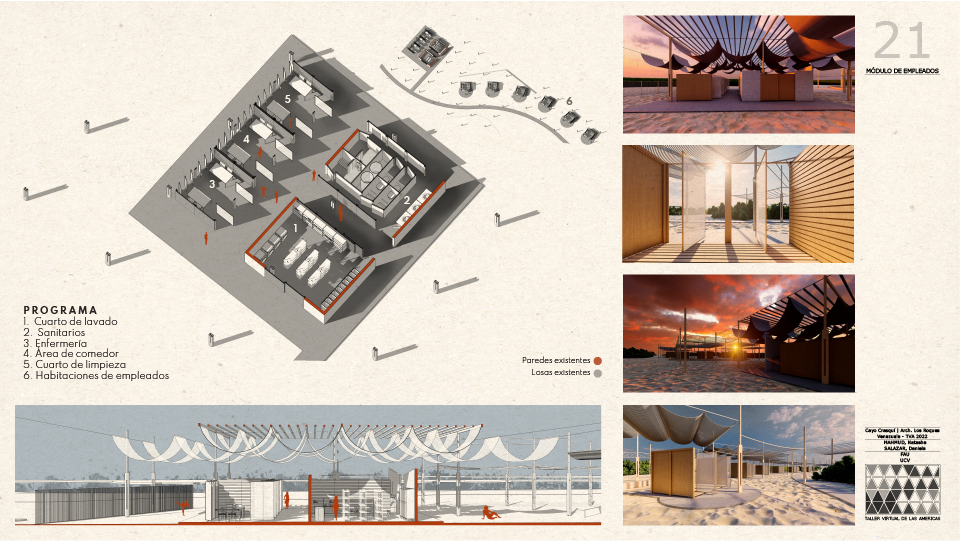 21
MÓDULO DE EMPLEADOS
5
4
3
2
1
6
PROGRAMA
1. Cuarto de lavado
2. Sanitarios
3. Enfermería
4. Área de comedor
5. Cuarto de limpieza
6. Habitaciones de empleados
Paredes existentes
Losas existentes
Cayo Crasquí | Arch. Los Roques
Venezuela - TVA 2022
MAHMUD, Natasha
SALAZAR, Daniela
FAU
UCV
TALLER VIRTUAL DE LAS AMERICAS